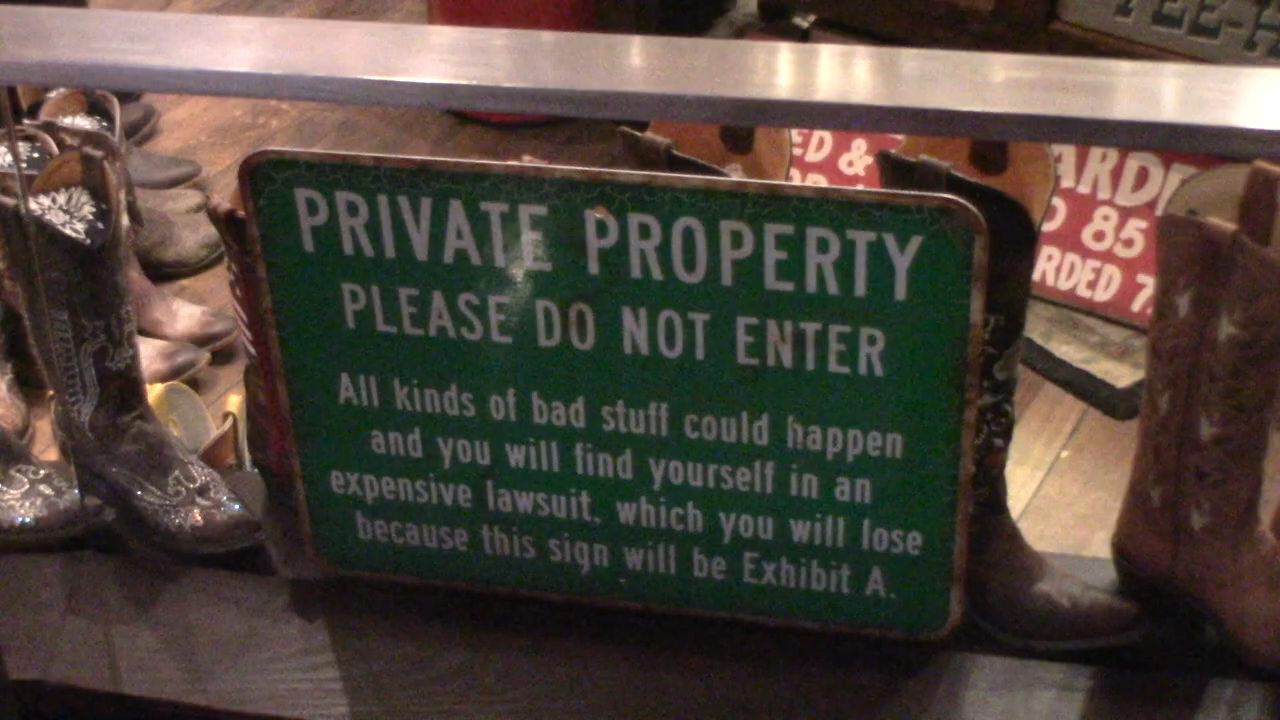 PRIVATE PROPERTY
PLEASE DO NOT ENTER
All kinds of bad stuff could happen
and you will find yourself in an
expensive lawsuit, which you will lose
because this sign will be Exhibit A.
&
85